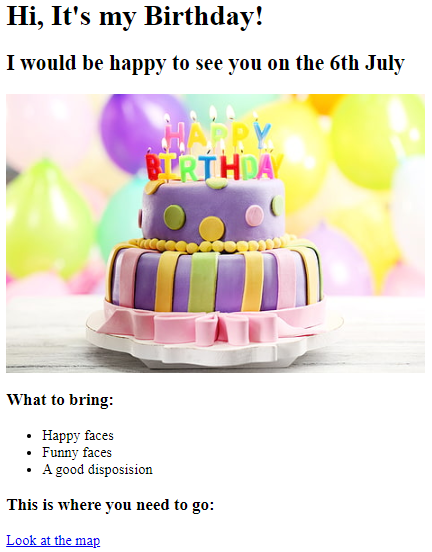 Hi, It's my Birthday!
I would be happy to see you on the 6th July
HAPPY
BIRTHDAY
What to bring:
Happy faces
Funny faces
A good disposision
This is where you need to go:
Look at the map